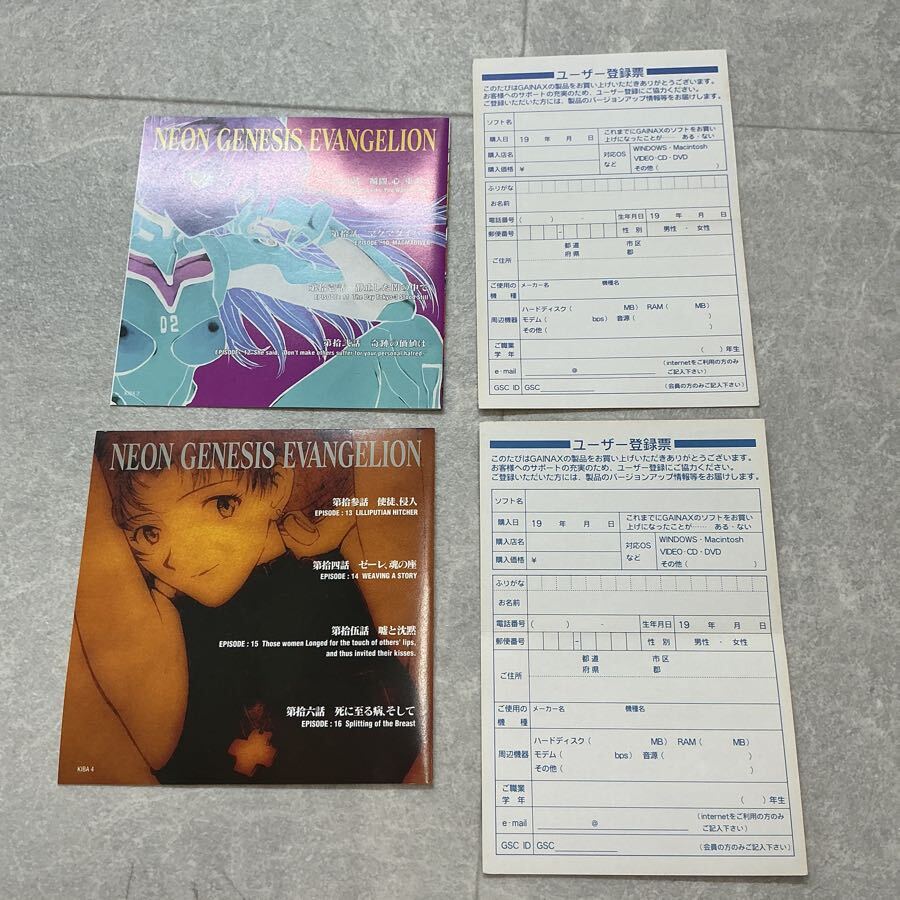 NEON GENESIS EVANGELION
瞬間、心、重
第拾話 マグマダイバー
EPISODE : 10 MAGMADIVER
第拾壱話 静止した闇の中で
EPISODE : 11 The Day Tokyo-3 Stood Still
第拾弐話 奇跡の価値は
EPISODE : 12 She said, "Don't make others suffer for your personal hatred."
02
NEON GENESIS EVANGELION
第拾参話 使徒、侵入
EPISODE : 13 LILLIPUTIAN HITCHER
第拾四話 ゼーレ、魂の座
EPISODE : 14 WEAVING A STORY
第拾伍話 嘘と沈黙
EPISODE : 15 Those women Longed for the touch of others' lips,
and thus invited their kisses.
第拾六話 死に至る病、そして
EPISODE : 16 Splitting of the Breast
KIBA 4
ユーザー登録票
このたびはGAINAXの製品をお買い上げいただきありがとうございます。
お客様へのサポートの充実のため、ユーザー登録にご協力ください。
ご登録いただいた方には、製品のバージョンアップ情報等をお届けします。
ソフト名
購入日 19 年 月 日 これまでにGAINAXのソフトをお買い
上げになったことが…… ある・ない
購入店名 対応OS など WINDOWS・Macintosh
VIDEO-CD・DVD
購入価格 ¥ その他( )
ふりがな
お名前
電話番号 ( ) - 生年月日 19 年 月 日
郵便番号 - 性 別 男性 ・ 女性
ご住所 都道 市区
府県 郡
ご使用の
機 種 メーカー名 機種名
周辺機器 ハードディスク( MB) RAM( MB)
モデム( bps) 音源( )
その他( )
ご職業
学 年 ( )年生
e-mail @ (internetをご利用の方のみ
ご記入下さい)
GSC ID GSC (会員の方のみご記入下さい)
ユーザー登録票
このたびはGAINAXの製品をお買い上げいただきありがとうございます。
お客様へのサポートの充実のため、ユーザー登録にご協力ください。
ご登録いただいた方には、製品のバージョンアップ情報等をお届けします。
ソフト名
購入日 19 年 月 日 これまでにGAINAXのソフトをお買い
上げになったことが…… ある・ない
購入店名 対応OS など WINDOWS・Macintosh
VIDEO-CD・DVD
購入価格 ¥ その他( )
ふりがな
お名前
電話番号 ( ) - 生年月日 19 年 月 日
郵便番号 - 性 別 男性 ・ 女性
ご住所 都道 市区
府県 郡
ご使用の
機 種 メーカー名 機種名
周辺機器 ハードディスク( MB) RAM( MB)
モデム( bps) 音源( )
その他( )
ご職業
学 年 ( )年生
e-mail @ (internetをご利用の方のみ
ご記入下さい)
GSC ID GSC (会員の方のみご記入下さい)